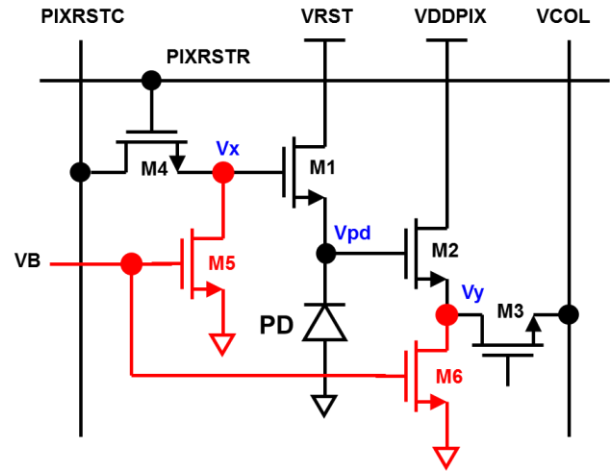 PIXRSTC VRST VDDPIX VCOL
PIXRSTR
Vx
M4
M1
VB
M5
Vpd
M2
PD
Vy
M3
M6